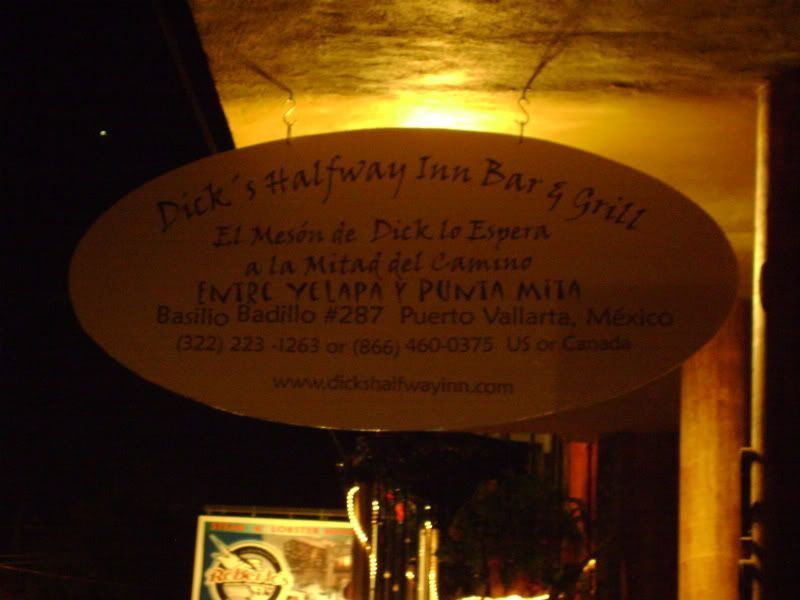 Dick´s Halfway Inn Bar & Grill
El Mesón de Dick lo Espera
a la Mitad del Camino
ENTRE YELAPA Y PUNTA MITA
Basilio Badillo #287 Puerto Vallarta, México
(322) 223 -1263 or (866) 460-0375 US or Canada
www.dickshalfwayinn.com
LOBSTER